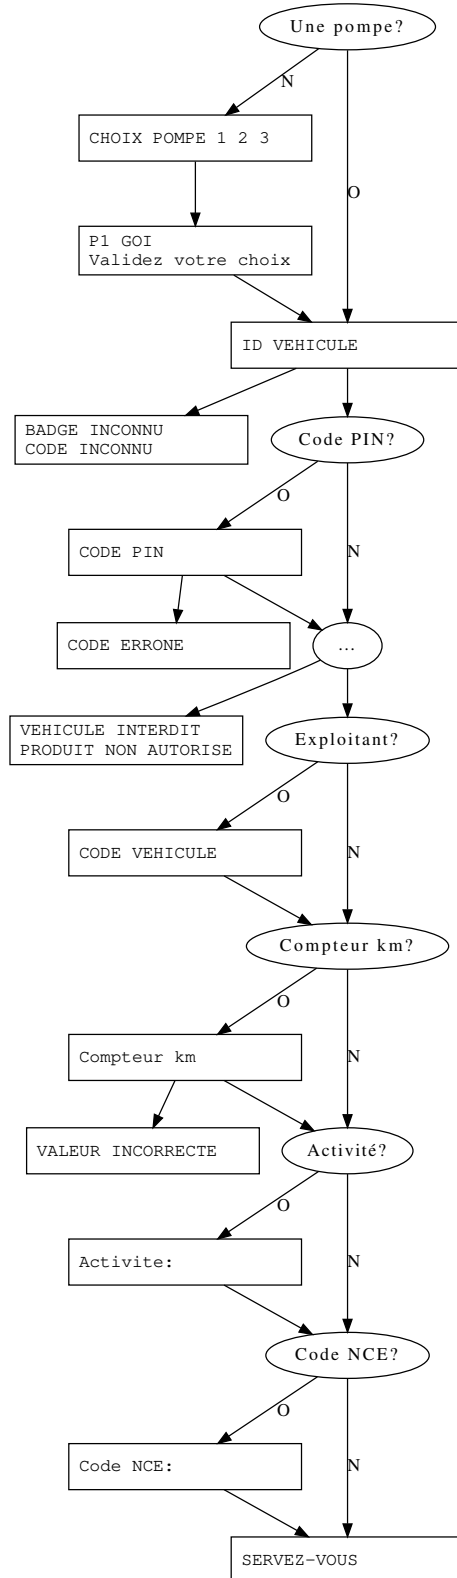 Une pompe?
N
CHOIX POMPE 1 2 3
O
P1 GOI
Validez votre choix
ID VEHICULE
BADGE INCONNU
CODE INCONNU
Code PIN?
O
CODE PIN
N
CODE ERRONE
...
VEHICULE INTERDIT
PRODUIT NON AUTORISE
Exploitant?
O
CODE VEHICULE
N
Compteur km?
O
Compteur km
N
VALEUR INCORRECTE
Activité?
O
Activite:
N
Code NCE?
O
Code NCE:
N
SERVEZ-VOUS